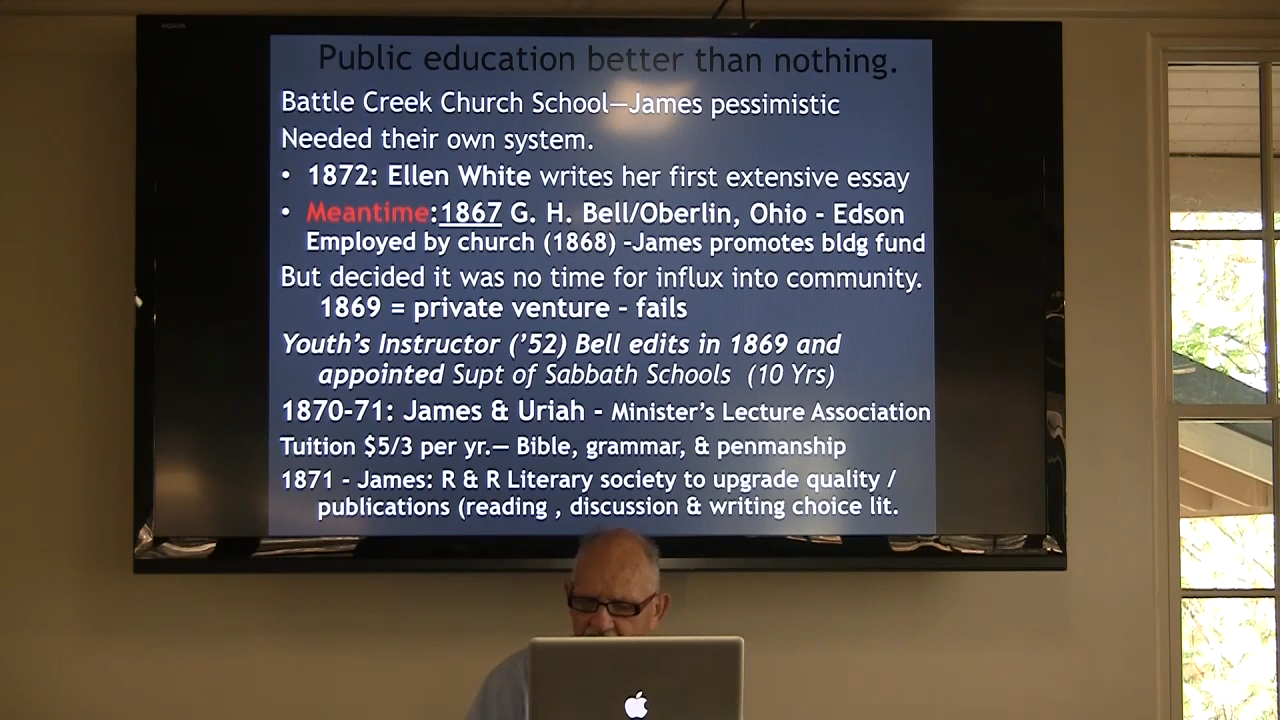 Public education better than nothing.
Battle Creek Church School—James pessimistic
Needed their own system.
• 1872: Ellen White writes her first extensive essay
• Meantime:1867 G. H. Bell/Oberlin, Ohio - Edson
Employed by church (1868) -James promotes bldg fund
But decided it was no time for influx into community.
1869 = private venture - fails
Youth's Instructor ('52) Bell edits in 1869 and
appointed Supt of Sabbath Schools (10 Yrs)
1870-71: James & Uriah - Minister's Lecture Association
Tuition $5/3 per yr.— Bible, grammar, & penmanship
1871 - James: R & R Literary society to upgrade quality /
publications (reading , discussion & writing choice lit.